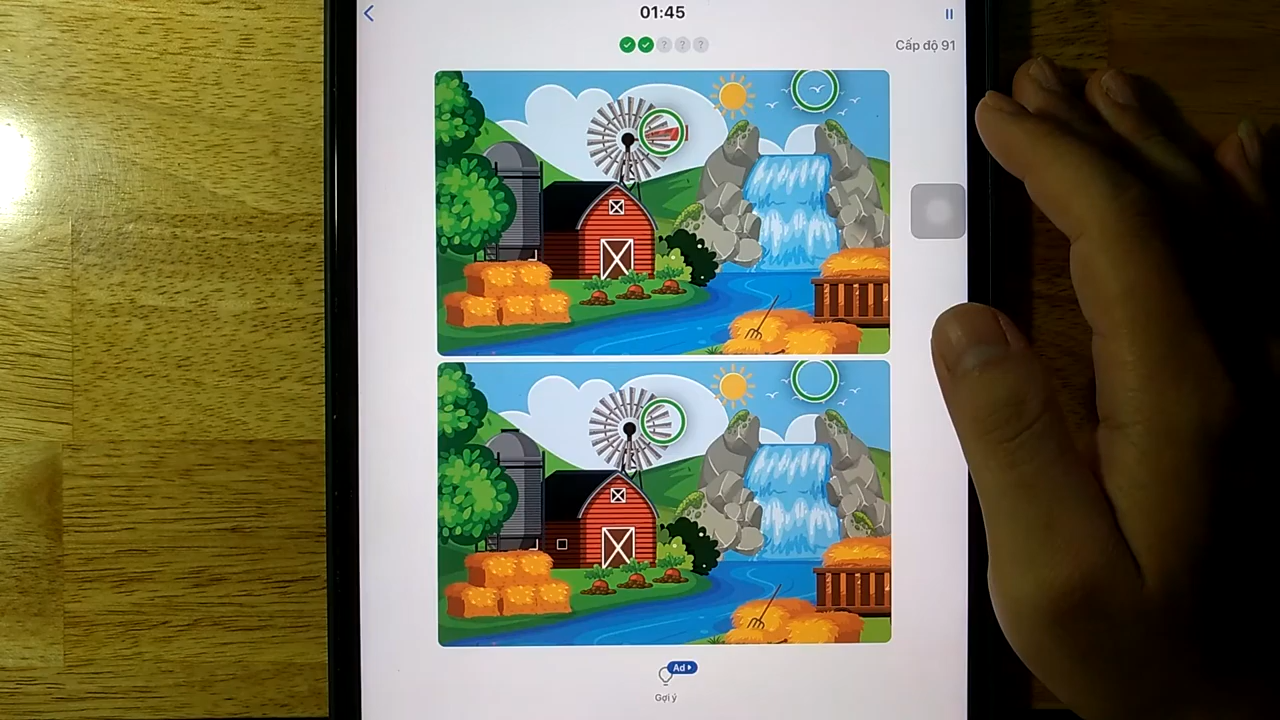 01:45
? ? ?
Cấp độ 91
Ad
Gợi ý